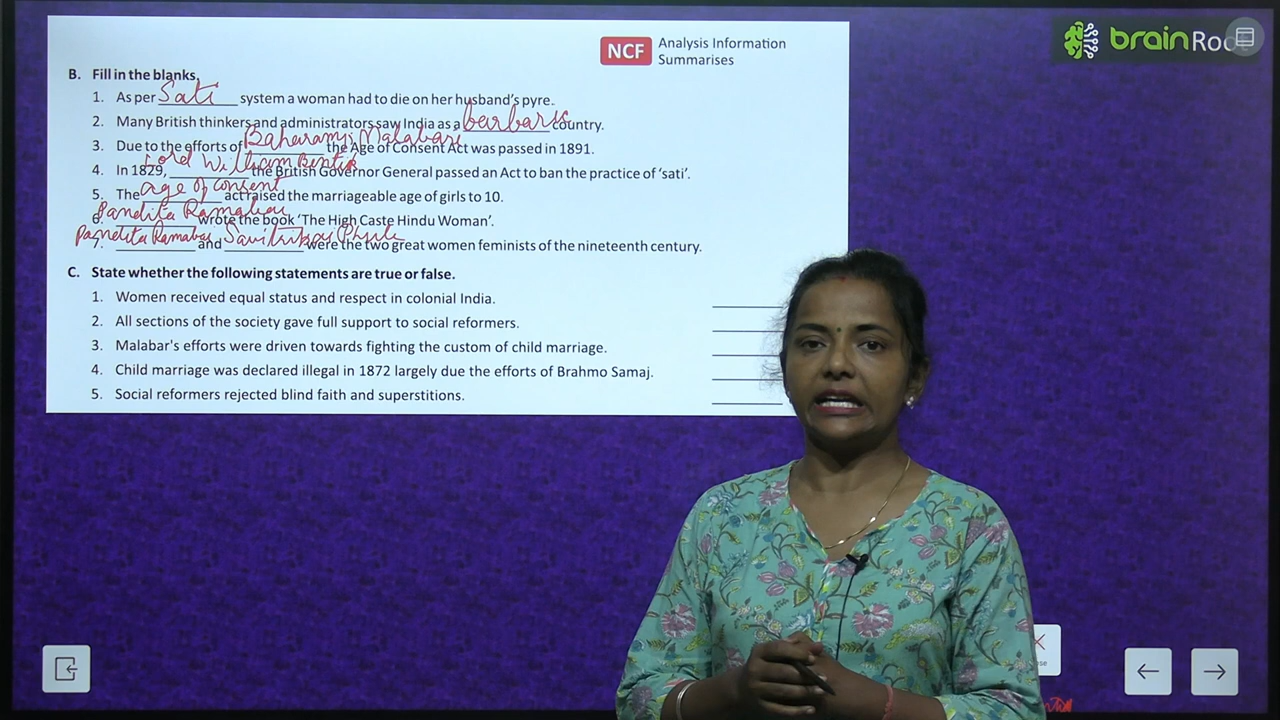 NCF Analysis Information
Summarises
brainRoot
B. Fill in the blanks.
1. As per Sati system a woman had to die on her husband's pyre.
2. Many British thinkers and administrators saw India as a barbaric country.
3. Due to the efforts of Baharamji Malabari the Age of Consent Act was passed in 1891.
4. In 1829, Lord William Bentik the British Governor General passed an Act to ban the practice of 'sati'.
5. The age of consent act raised the marriageable age of girls to 10.
6. Pandita Ramabai wrote the book 'The High Caste Hindu Woman'.
7. Pandita Ramabai and Savitribai Phule were the two great women feminists of the nineteenth century.
C. State whether the following statements are true or false.
1. Women received equal status and respect in colonial India.
2. All sections of the society gave full support to social reformers.
3. Malabar's efforts were driven towards fighting the custom of child marriage.
4. Child marriage was declared illegal in 1872 largely due the efforts of Brahmo Samaj.
5. Social reformers rejected blind faith and superstitions.